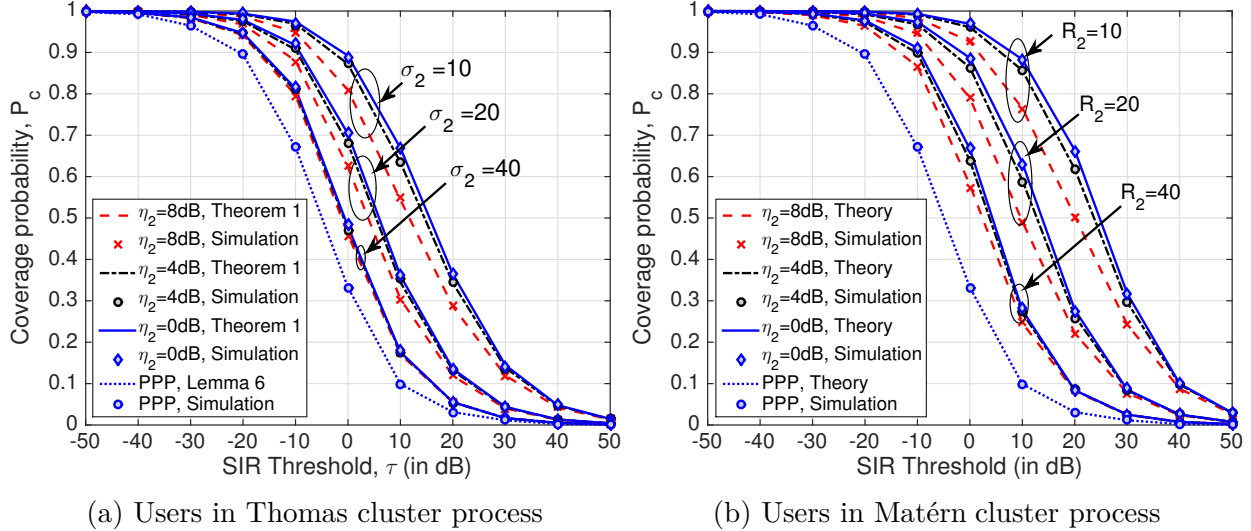 1
0.9
0.8
0.7
0.6
0.5
0.4
0.3
0.2
0.1
0
Coverage probability, P_c
σ_2 =10
σ_2 =20
σ_2 =40
η_2=8dB, Theorem 1
η_2=8dB, Simulation
η_2=4dB, Theorem 1
η_2=4dB, Simulation
η_2=0dB, Theorem 1
η_2=0dB, Simulation
PPP, Lemma 6
PPP, Simulation
-50 -40 -30 -20 -10 0 10 20 30 40 50
SIR Threshold, τ (in dB)
(a) Users in Thomas cluster process
1
0.9
0.8
0.7
0.6
0.5
0.4
0.3
0.2
0.1
0
Coverage probability, P_c
R_2=10
R_2=20
R_2=40
η_2=8dB, Theory
η_2=8dB, Simulation
η_2=4dB, Theory
η_2=4dB, Simulation
η_2=0dB, Theory
η_2=0dB, Simulation
PPP, Theory
PPP, Simulation
-50 -40 -30 -20 -10 0 10 20 30 40 50
SIR Threshold (in dB)
(b) Users in Matérn cluster process